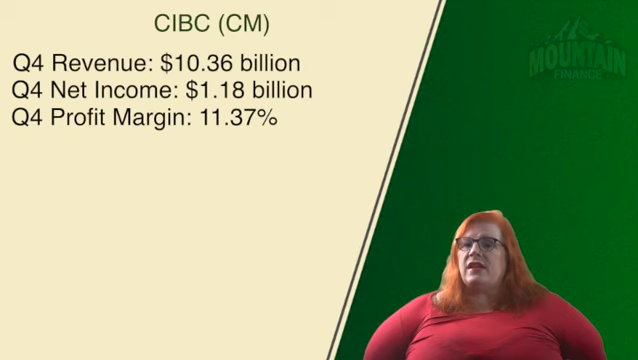 CIBC (CM)
Q4 Revenue: $10.36 billion
Q4 Net Income: $1.18 billion
Q4 Profit Margin: 11.37%
MOUNTAIN
FINANCE